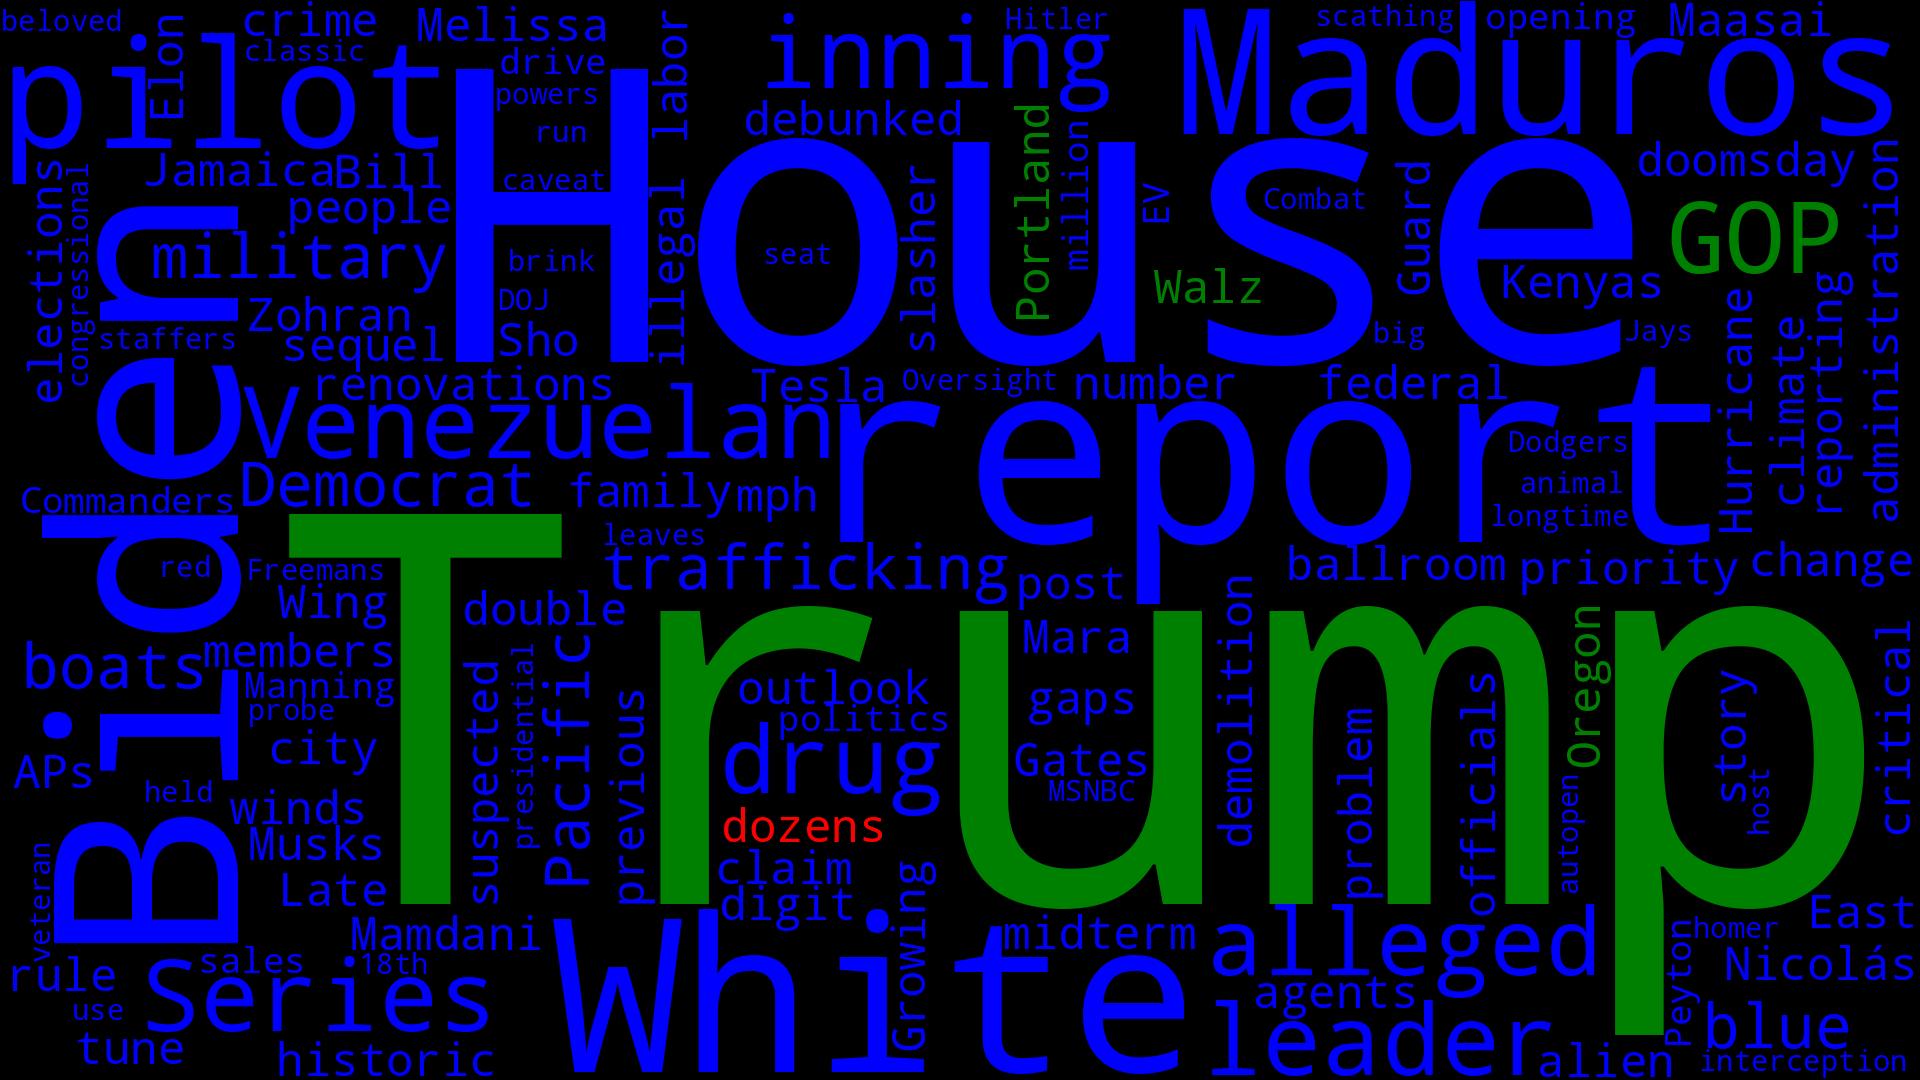 beloved
Elon
crime
classic
Melissa
drive
powers
run
labor
inning
Hitler
scathing
opening
Maasai
pilot
House
debunked
Maduros
elections
congressional
Jamaica
Bill
people
caveat
military
brink
DOJ
illegal
seat
slasher
Portland
million
EV
Walz
Combat
Guard
big
doomsday
GOP
Kenyas
Jays
administration
staffers
Zohran
sequel
Sho
renovations
Tesla
Oversight
number
federal
Hurricane
climate
reporting
Biden
Venezuelan
report
Dodgers
animal
longtime
Commanders
Democrat
family
mph
leaves
trafficking
post
ballroom
priority
change
red
Freemans
Wing
double
Trump
Mara
demolition
Oregon
boats
members
Manning
probe
suspected
presidential
Pacific
previous
outlook
politics
gaps
drug
Gates
MSNBC
problem
officials
story
host
critical
APs
city
held
winds
dozens
autopen
Musks
Late
claim
digit
veteran
Mamdani
White
Growing
midterm
alleged
Peyton
homer
East
rule
sales
18th
Series
use
agents
Nicolás
tune
historic
leader
blue
alien
interception